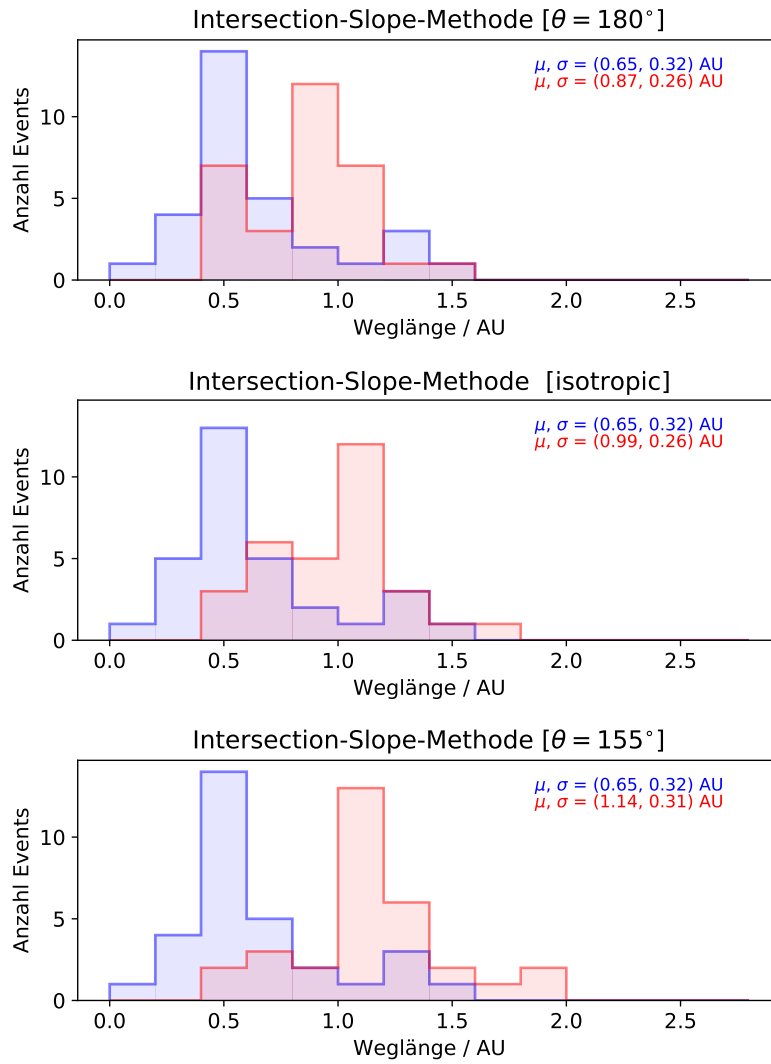 Intersection-Slope-Methode [θ = 180°]
μ, σ = (0.65, 0.32) AU
μ, σ = (0.87, 0.26) AU
Anzahl Events
10
5
0
0.0 0.5 1.0 1.5 2.0 2.5
Weglänge / AU
Intersection-Slope-Methode  [isotropic]
μ, σ = (0.65, 0.32) AU
μ, σ = (0.99, 0.26) AU
Anzahl Events
10
5
0
0.0 0.5 1.0 1.5 2.0 2.5
Weglänge / AU
Intersection-Slope-Methode [θ = 155°]
μ, σ = (0.65, 0.32) AU
μ, σ = (1.14, 0.31) AU
Anzahl Events
10
5
0
0.0 0.5 1.0 1.5 2.0 2.5
Weglänge / AU